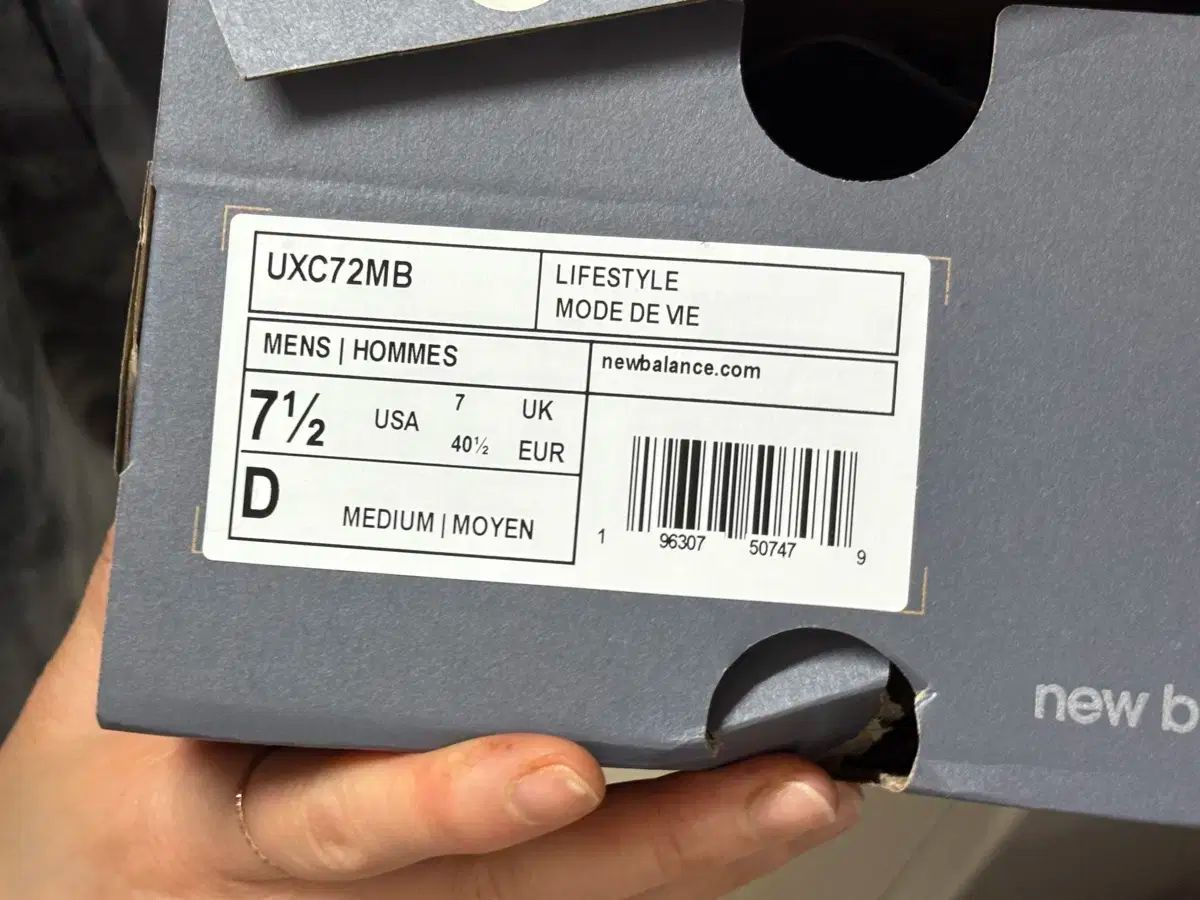 UXC72MB
LIFESTYLE
MODE DE VIE
MENS | HOMMES
newbalance.com
7½ USA 7 UK
40½ EUR
D MEDIUM | MOYEN
1 96307 50747 9
new b